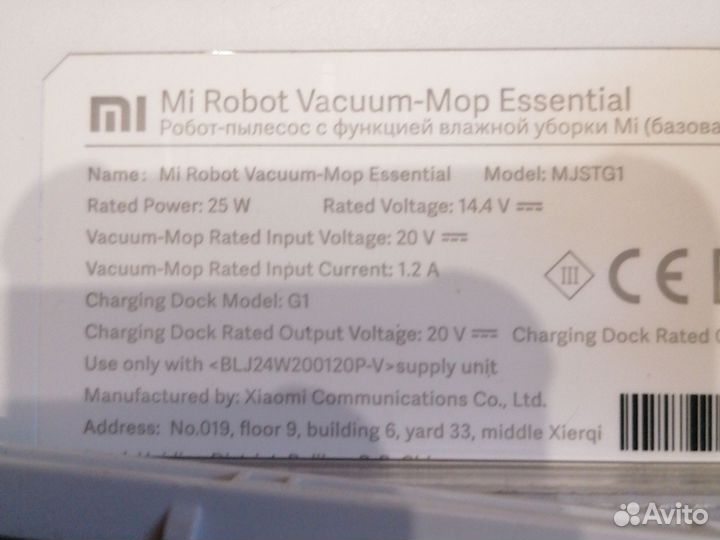 mi Mi Robot Vacuum-Mop Essential
Робот-пылесос с функцией влажной уборки Mi (базова
Name: Mi Robot Vacuum-Mop Essential Model: MJSTG1
Rated Power: 25 W Rated Voltage: 14.4 V ⎓
Vacuum-Mop Rated Input Voltage: 20 V ⎓
Vacuum-Mop Rated Input Current: 1.2 A
III CE
Charging Dock Model: G1
Charging Dock Rated Output Voltage: 20 V ⎓ Charging Dock Rated
Use only with <BLJ24W200120P-V>supply unit
Manufactured by: Xiaomi Communications Co., Ltd.
Address: No.019, floor 9, building 6, yard 33, middle Xierqi
Avito